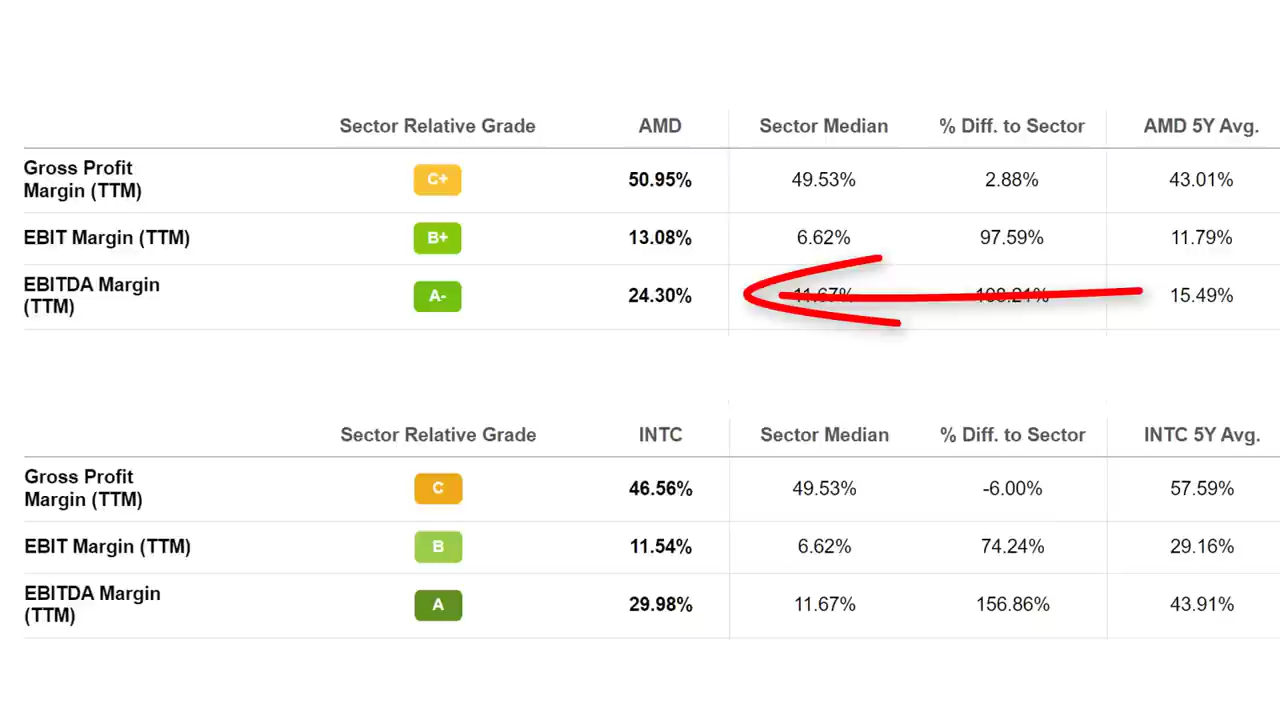 Sector Relative Grade AMD Sector Median % Diff. to Sector AMD 5Y Avg.
Gross Profit
Margin (TTM) C+ 50.95% 49.53% 2.88% 43.01%
EBIT Margin (TTM) B+ 13.08% 6.62% 97.59% 11.79%
EBITDA Margin
(TTM) A- 24.30% 11.67% 108.21% 15.49%
Sector Relative Grade INTC Sector Median % Diff. to Sector INTC 5Y Avg.
Gross Profit
Margin (TTM) C 46.56% 49.53% -6.00% 57.59%
EBIT Margin (TTM) B 11.54% 6.62% 74.24% 29.16%
EBITDA Margin
(TTM) A 29.98% 11.67% 156.86% 43.91%